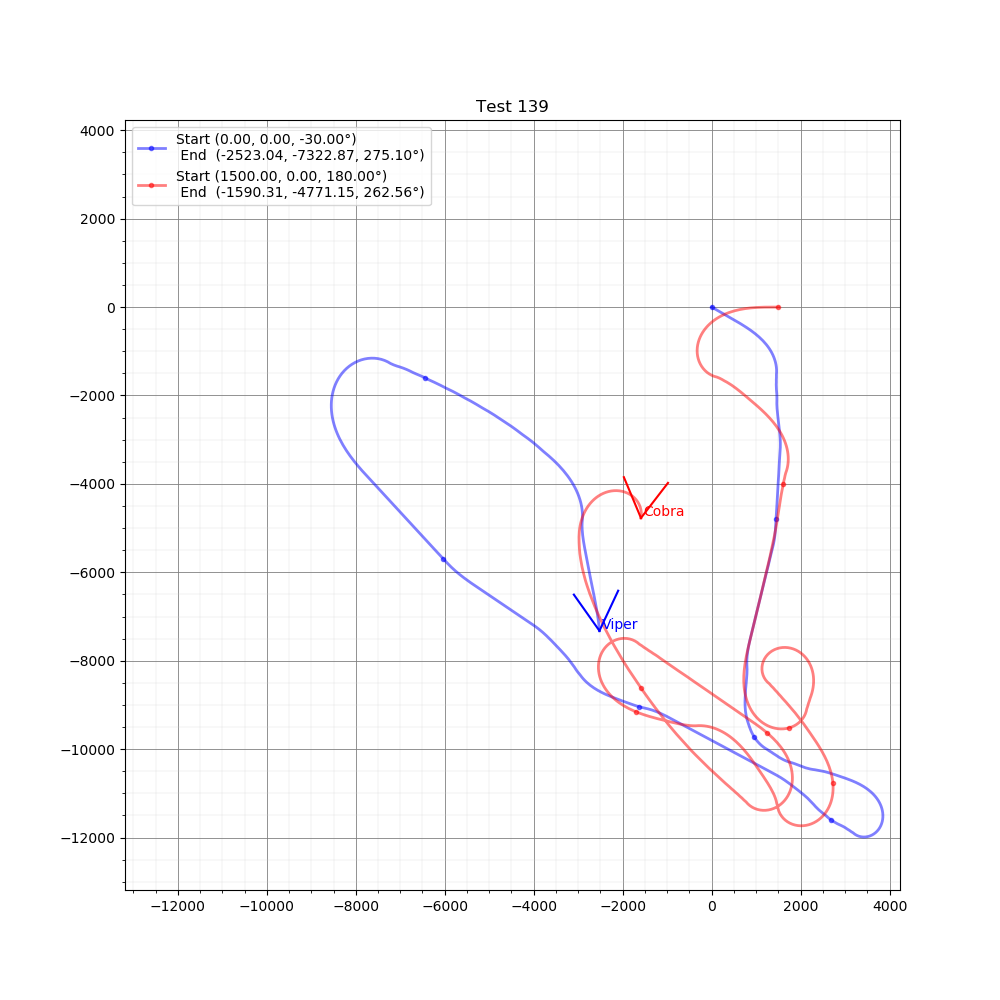 Test 139
Start (0.00, 0.00, -30.00°)
End (-2523.04, -7322.87, 275.10°)
Start (1500.00, 0.00, 180.00°)
End (-1590.31, -4771.15, 262.56°)
4000
2000
0
−2000
−4000
−6000
−8000
−10000
−12000
Cobra
Viper
−12000 −10000 −8000 −6000 −4000 −2000 0 2000 4000